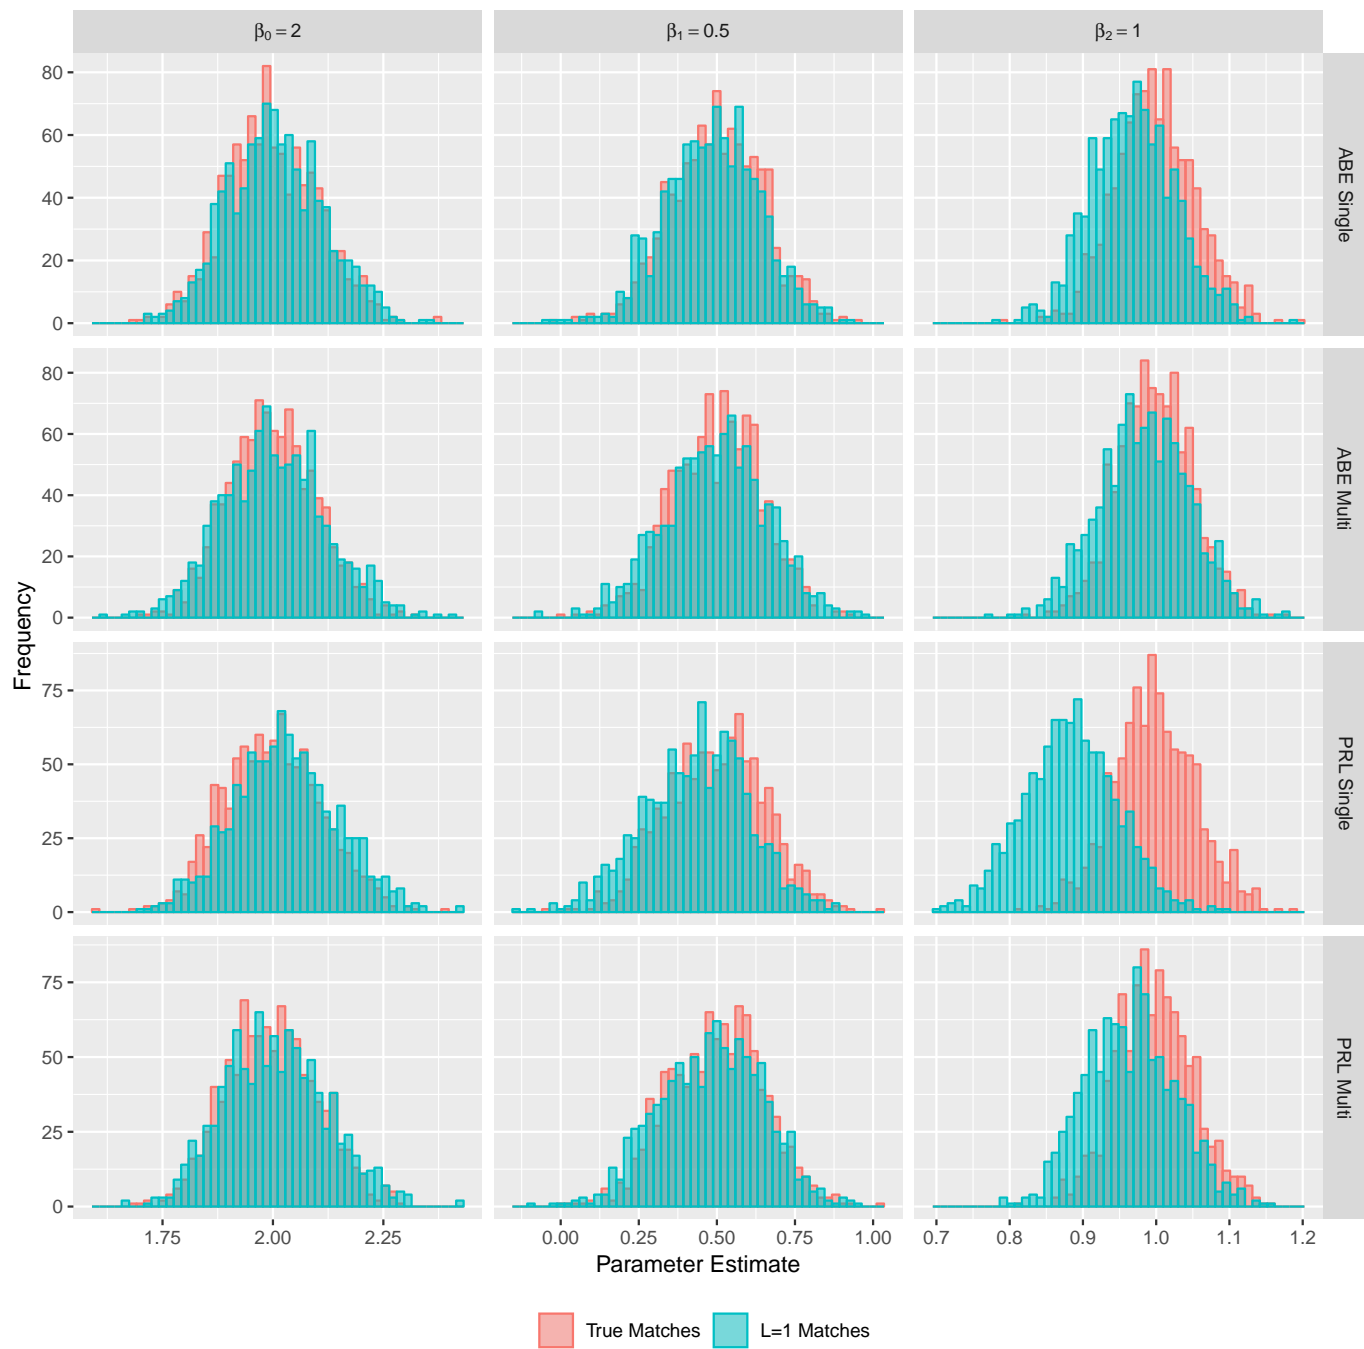 β₀ = 2
β₁ = 0.5
β₂ = 1
80
60
40
20
0
ABE Single
80
60
40
20
0
ABE Multi
75
50
25
0
PRL Single
75
50
25
0
PRL Multi
Frequency
1.75 2.00 2.25
0.00 0.25 0.50 0.75 1.00
0.7 0.8 0.9 1.0 1.1 1.2
Parameter Estimate
True Matches
L=1 Matches